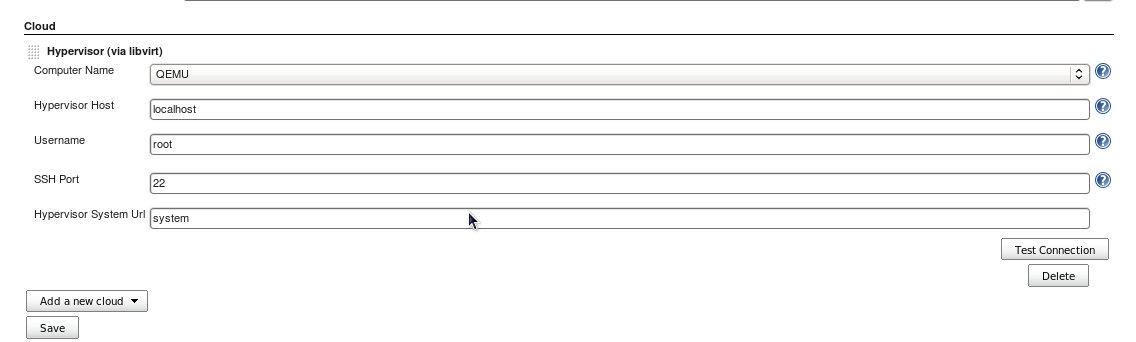 Cloud
Hypervisor (via libvirt)
Computer Name QEMU ?
Hypervisor Host localhost ?
Username root ?
SSH Port 22 ?
Hypervisor System Url system
Test Connection
Delete
Add a new cloud
Save